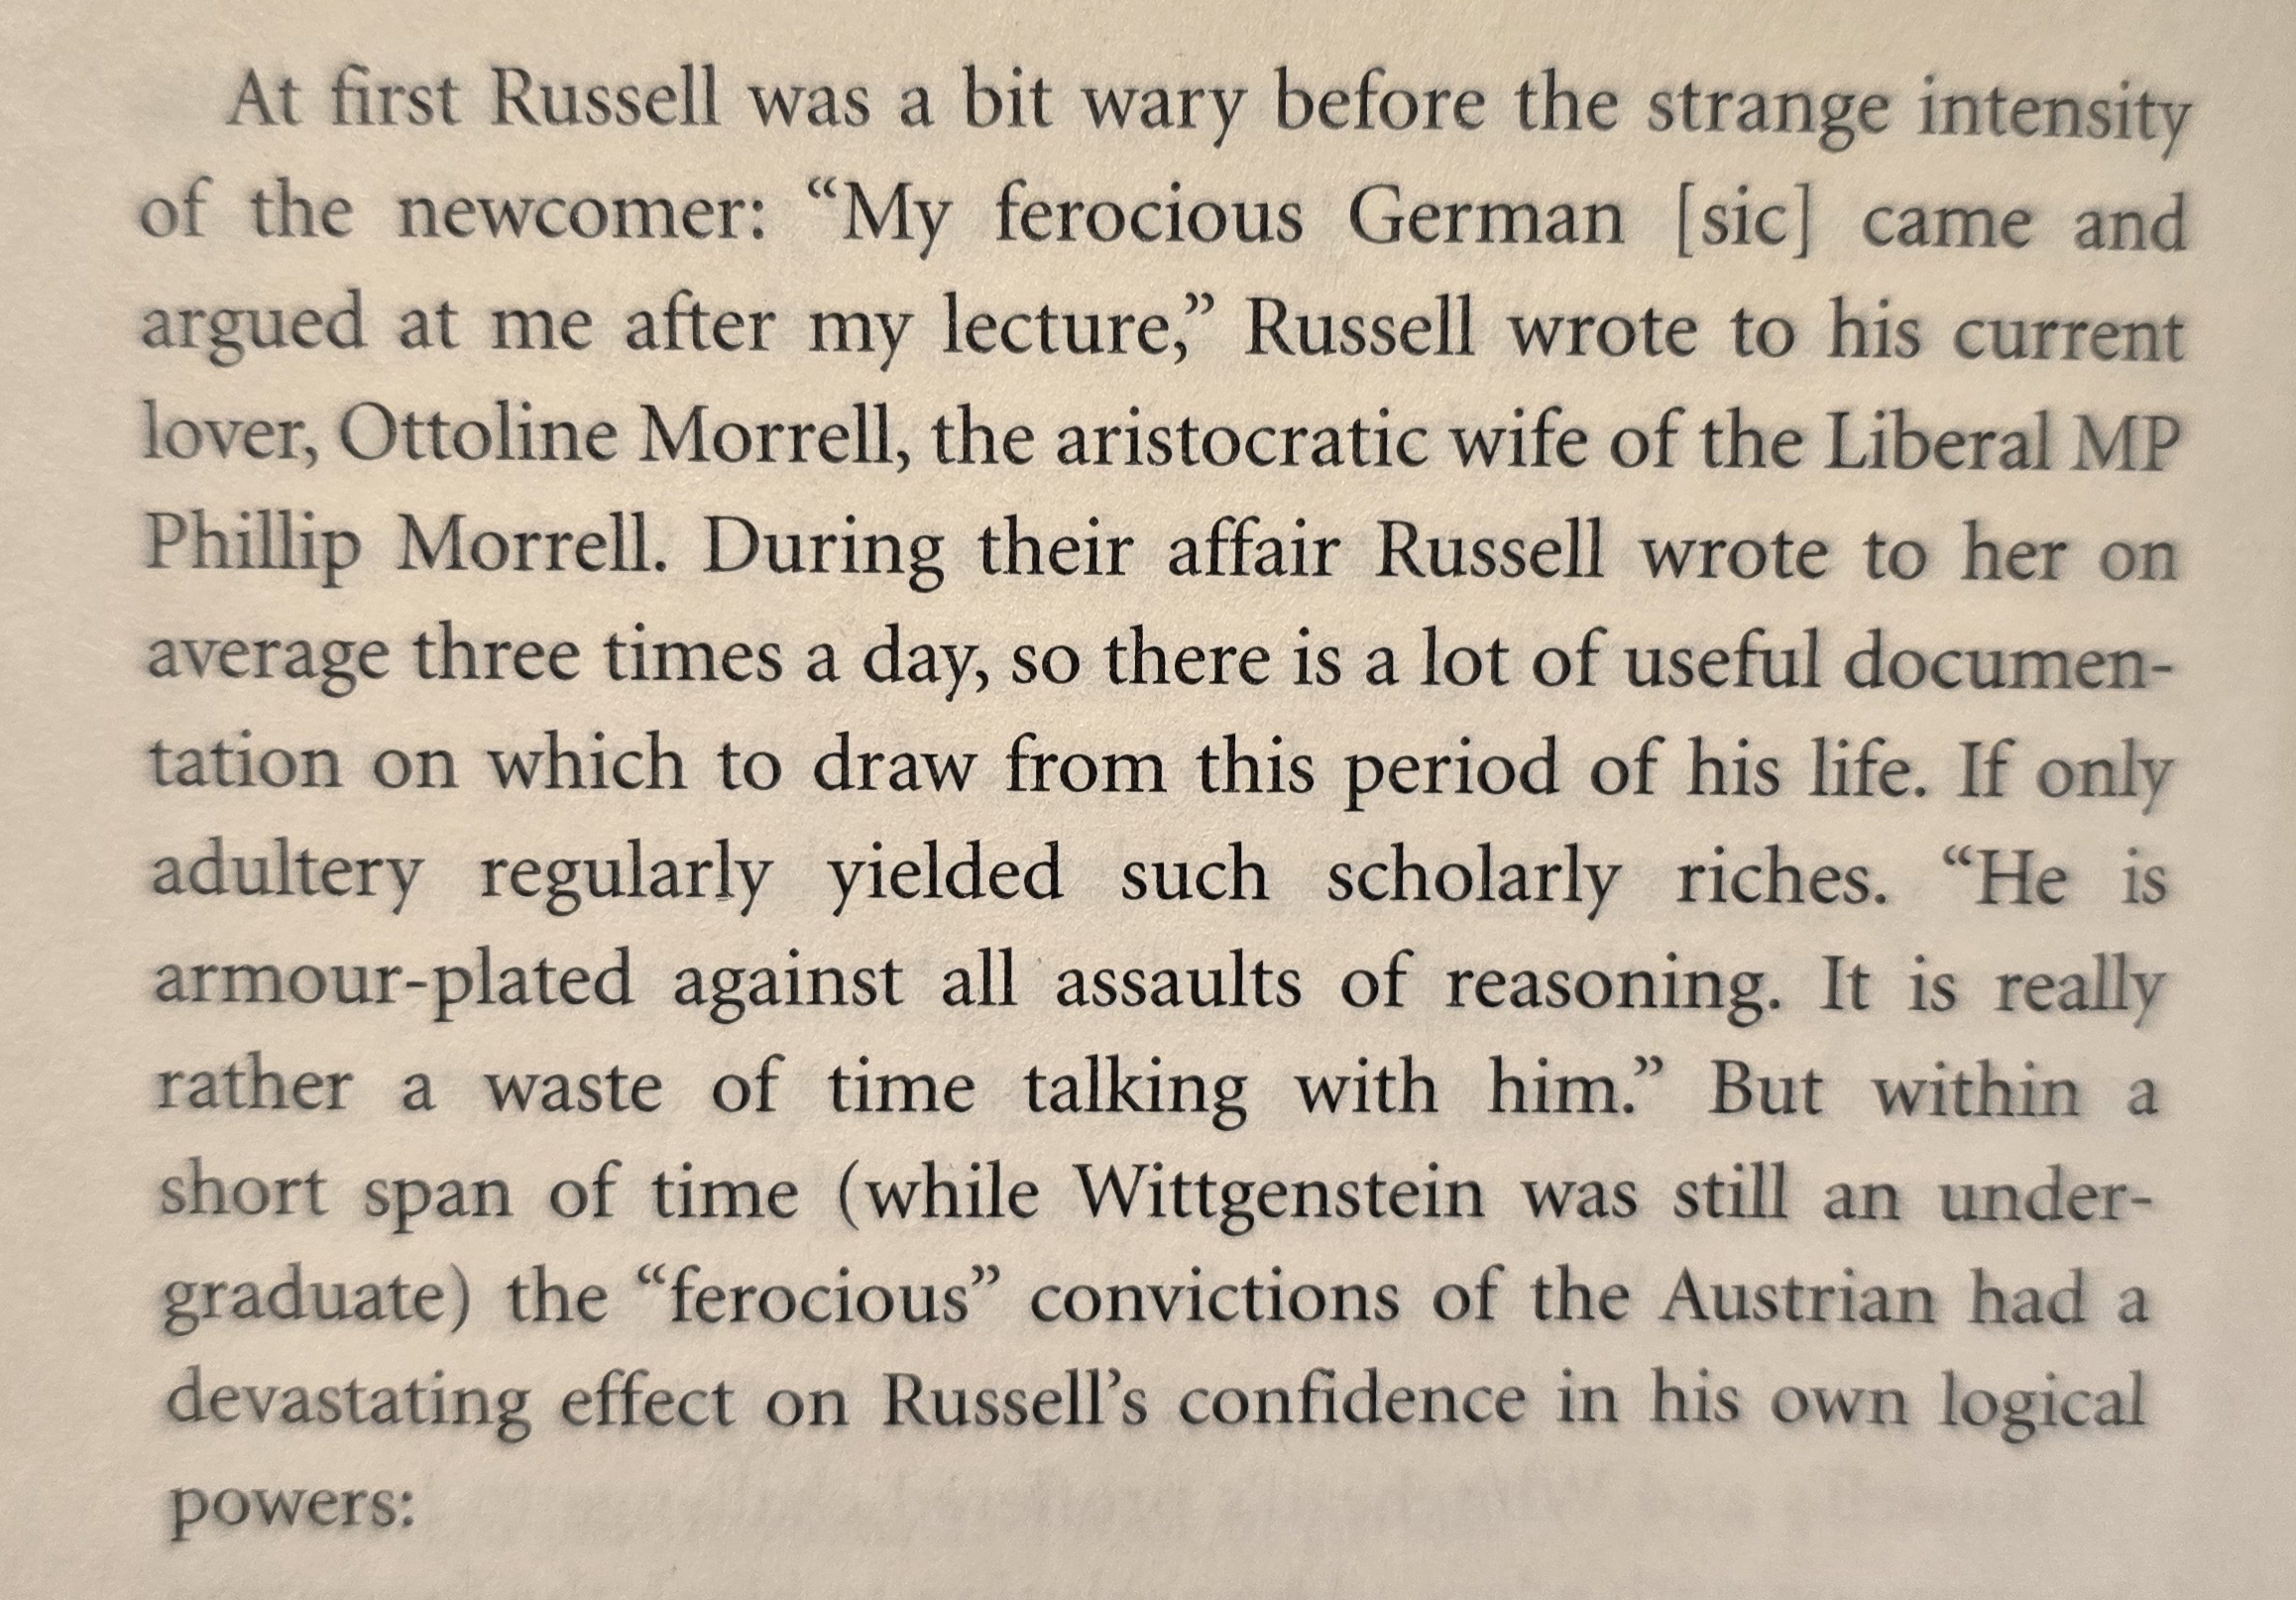 At first Russell was a bit wary before the strange intensity
of the newcomer: “My ferocious German [sic] came and
argued at me after my lecture,” Russell wrote to his current
lover, Ottoline Morrell, the aristocratic wife of the Liberal MP
Phillip Morrell. During their affair Russell wrote to her on
average three times a day, so there is a lot of useful documen-
tation on which to draw from this period of his life. If only
adultery regularly yielded such scholarly riches. “He is
armour-plated against all assaults of reasoning. It is really
rather a waste of time talking with him.” But within a
short span of time (while Wittgenstein was still an under-
graduate) the “ferocious” convictions of the Austrian had a
devastating effect on Russell’s confidence in his own logical
powers: